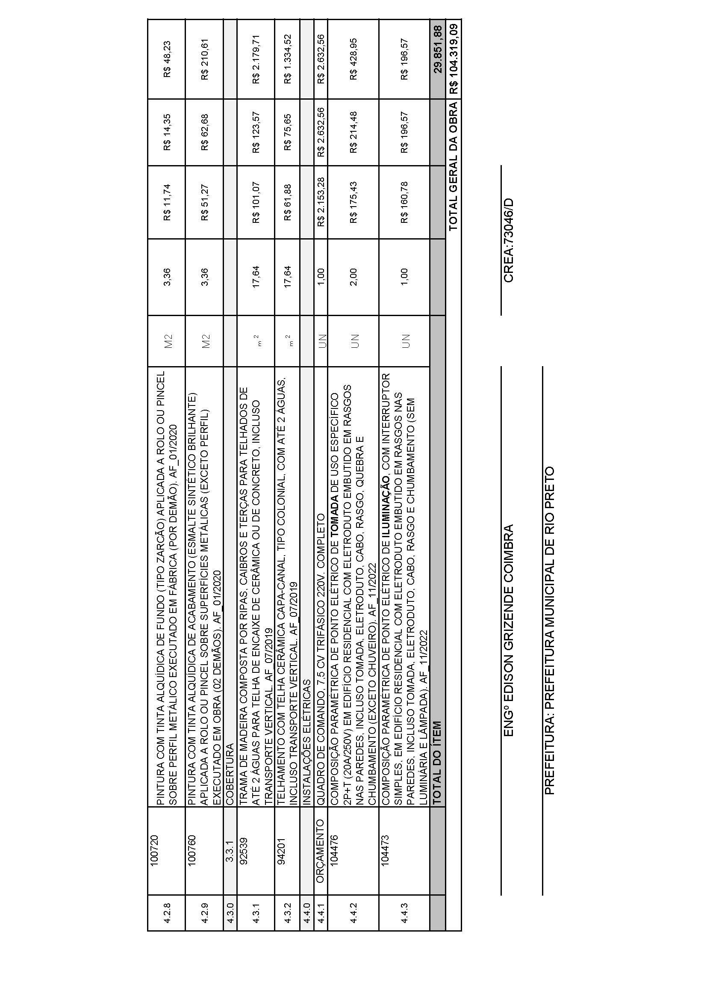 4.2.8 100720 PINTURA COM TINTA ALQUÍDICA DE FUNDO (TIPO ZARCÃO) APLICADA A ROLO OU PINCEL M2 3,36 R$ 11,74 R$ 14,35 R$ 48,23
SOBRE PERFIL METÁLICO EXECUTADO EM FÁBRICA (POR DEMÃO). AF_01/2020
4.2.9 100760 PINTURA COM TINTA ALQUÍDICA DE ACABAMENTO (ESMALTE SINTÉTICO BRILHANTE) M2 3,36 R$ 51,27 R$ 62,68 R$ 210,61
APLICADA A ROLO OU PINCEL SOBRE SUPERFÍCIES METÁLICAS (EXCETO PERFIL)
EXECUTADO EM OBRA (02 DEMÃOS). AF_01/2020
4.3.0 3.3.1 COBERTURA
4.3.1 92539 TRAMA DE MADEIRA COMPOSTA POR RIPAS, CAIBROS E TERÇAS PARA TELHADOS DE m² 17,64 R$ 101,07 R$ 123,57 R$ 2.179,71
ATÉ 2 ÁGUAS PARA TELHA DE ENCAIXE DE CERÂMICA OU DE CONCRETO, INCLUSO
TRANSPORTE VERTICAL. AF_07/2019
4.3.2 94201 TELHAMENTO COM TELHA CERÂMICA CAPA-CANAL, TIPO COLONIAL, COM ATÉ 2 ÁGUAS, m² 17,64 R$ 61,88 R$ 75,65 R$ 1.334,52
INCLUSO TRANSPORTE VERTICAL. AF_07/2019
4.4.0 INSTALAÇÕES ELÉTRICAS
4.4.1 ORÇAMENTO QUADRO DE COMANDO, 7,5 CV TRIFÁSICO 220V. COMPLETO UN 1,00 R$ 2.153,28 R$ 2.632,56 R$ 2.632,56
4.4.2 104476 COMPOSIÇÃO PARAMÉTRICA DE PONTO ELÉTRICO DE TOMADA DE USO ESPECÍFICO UN 2,00 R$ 175,43 R$ 214,48 R$ 428,95
2P+T (20A/250V) EM EDIFÍCIO RESIDENCIAL COM ELETRODUTO EMBUTIDO EM RASGOS
NAS PAREDES, INCLUSO TOMADA, ELETRODUTO, CABO, RASGO, QUEBRA E
CHUMBAMENTO (EXCETO CHUVEIRO). AF_11/2022
4.4.3 104473 COMPOSIÇÃO PARAMÉTRICA DE PONTO ELÉTRICO DE ILUMINAÇÃO, COM INTERRUPTOR UN 1,00 R$ 160,78 R$ 196,57 R$ 196,57
SIMPLES, EM EDIFÍCIO RESIDENCIAL COM ELETRODUTO EMBUTIDO EM RASGOS NAS
PAREDES, INCLUSO TOMADA, ELETRODUTO, CABO, RASGO E CHUMBAMENTO (SEM
LUMINÁRIA E LÂMPADA). AF_11/2022
TOTAL DO ÍTEM 29.851,88
TOTAL GERAL DA OBRA R$ 104.319,09
ENGº EDISON GRIZENDE COIMBRA CREA:73046/D
PREFEITURA: PREFEITURA MUNICIPAL DE RIO PRETO